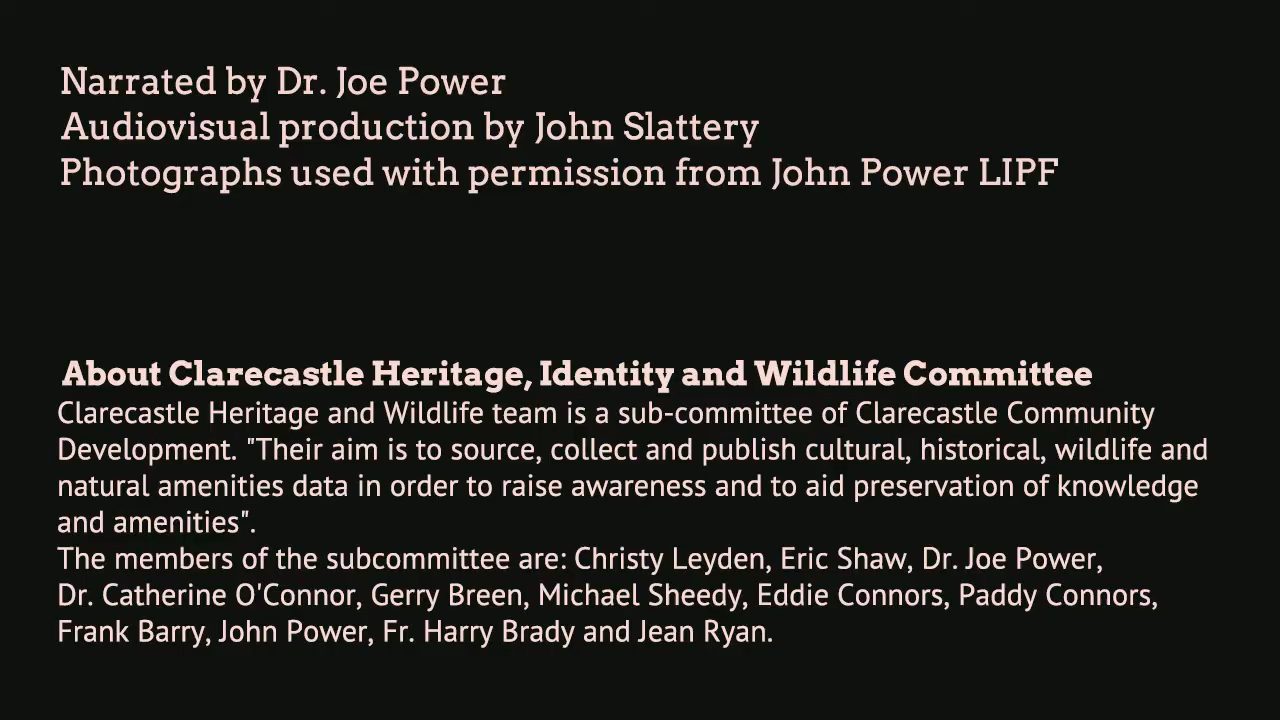 Narrated by Dr. Joe Power
Audiovisual production by John Slattery
Photographs used with permission from John Power LIPF
About Clarecastle Heritage, Identity and Wildlife Committee
Clarecastle Heritage and Wildlife team is a sub-committee of Clarecastle Community
Development. "Their aim is to source, collect and publish cultural, historical, wildlife and
natural amenities data in order to raise awareness and to aid preservation of knowledge
and amenities".
The members of the subcommittee are: Christy Leyden, Eric Shaw, Dr. Joe Power,
Dr. Catherine O'Connor, Gerry Breen, Michael Sheedy, Eddie Connors, Paddy Connors,
Frank Barry, John Power, Fr. Harry Brady and Jean Ryan.